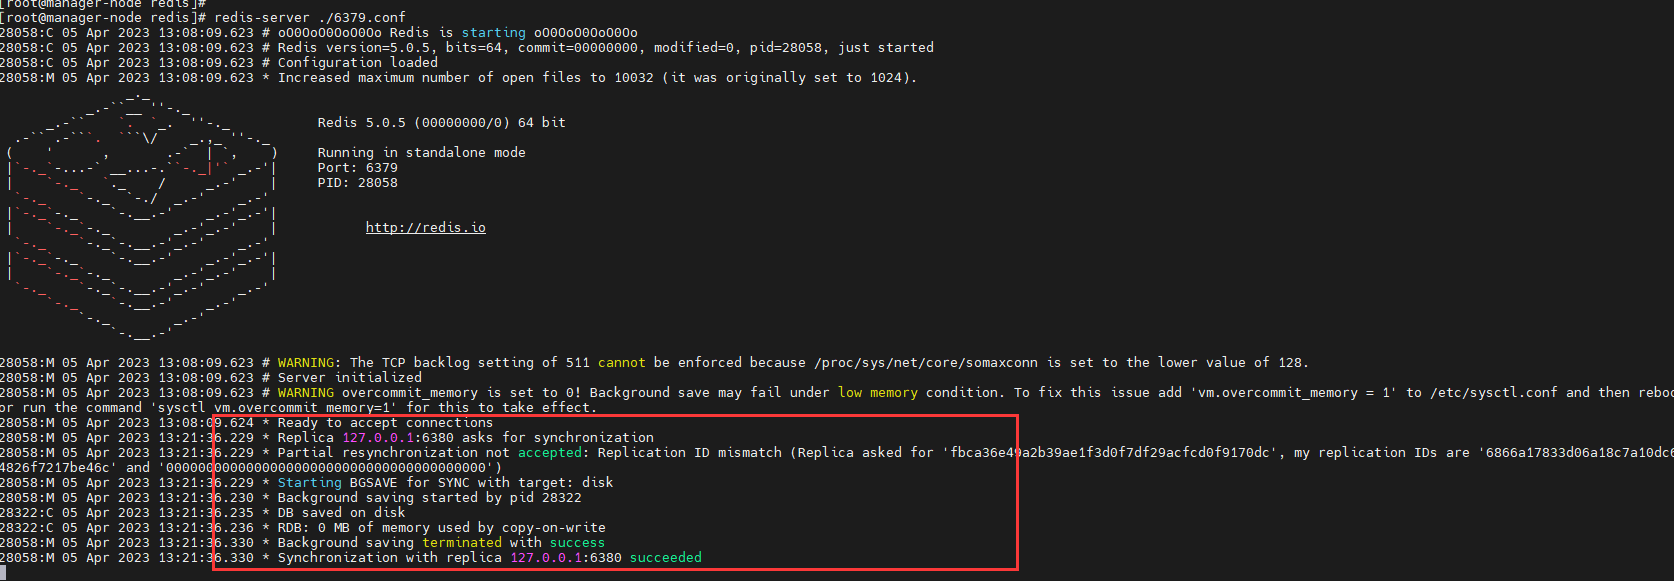 [root@manager-node redis]#
[root@manager-node redis]# redis-server ./6379.conf
28058:C 05 Apr 2023 13:08:09.623 # oO0OoO0OoO0Oo Redis is starting oO0OoO0OoO0Oo
28058:C 05 Apr 2023 13:08:09.623 # Redis version=5.0.5, bits=64, commit=00000000, modified=0, pid=28058, just started
28058:C 05 Apr 2023 13:08:09.623 # Configuration loaded
28058:M 05 Apr 2023 13:08:09.623 * Increased maximum number of open files to 10032 (it was originally set to 1024).
Redis 5.0.5 (00000000/0) 64 bit
Running in standalone mode
Port: 6379
PID: 28058
http://redis.io
28058:M 05 Apr 2023 13:08:09.623 # WARNING: The TCP backlog setting of 511 cannot be enforced because /proc/sys/net/core/somaxconn is set to the lower value of 128.
28058:M 05 Apr 2023 13:08:09.623 # Server initialized
28058:M 05 Apr 2023 13:08:09.623 # WARNING overcommit_memory is set to 0! Background save may fail under low memory condition. To fix this issue add 'vm.overcommit_memory = 1' to /etc/sysctl.conf and then reboo
or run the command 'sysctl vm.overcommit_memory=1' for this to take effect.
28058:M 05 Apr 2023 13:08:09.624 * Ready to accept connections
28058:M 05 Apr 2023 13:21:36.229 * Replica 127.0.0.1:6380 asks for synchronization
28058:M 05 Apr 2023 13:21:36.229 * Partial resynchronization not accepted: Replication ID mismatch (Replica asked for 'fbca36e49a2b39ae1f3d0f7df29acfcd0f9170dc', my replication IDs are '6866a17833d06a18c7a10dc6
4826f7217be46c' and '0000000000000000000000000000000000000000')
28058:M 05 Apr 2023 13:21:36.229 * Starting BGSAVE for SYNC with target: disk
28058:M 05 Apr 2023 13:21:36.230 * Background saving started by pid 28322
28322:C 05 Apr 2023 13:21:36.235 * DB saved on disk
28322:C 05 Apr 2023 13:21:36.236 * RDB: 0 MB of memory used by copy-on-write
28058:M 05 Apr 2023 13:21:36.330 * Background saving terminated with success
28058:M 05 Apr 2023 13:21:36.330 * Synchronization with replica 127.0.0.1:6380 succeeded